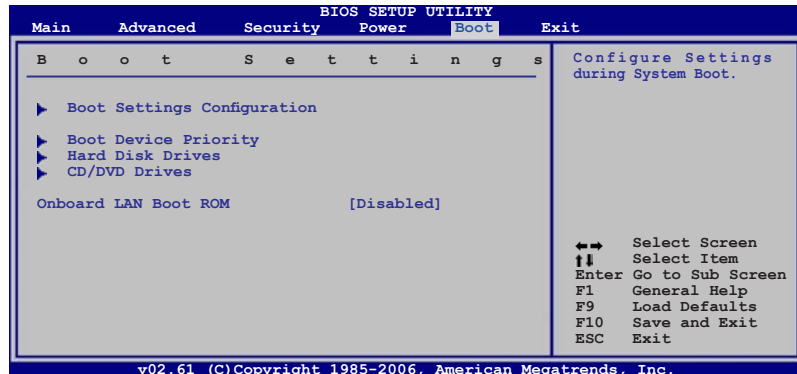 BIOS SETUP UTILITY
Main Advanced Security Power Boot Exit
Boot Settings
Configure Settings
during System Boot.
Boot Settings Configuration
Boot Device Priority
Hard Disk Drives
CD/DVD Drives
Onboard LAN Boot ROM [Disabled]
←→ Select Screen
↑↓ Select Item
Enter Go to Sub Screen
F1 General Help
F9 Load Defaults
F10 Save and Exit
ESC Exit
v02.61 (C)Copyright 1985-2006, American Megatrends, Inc.